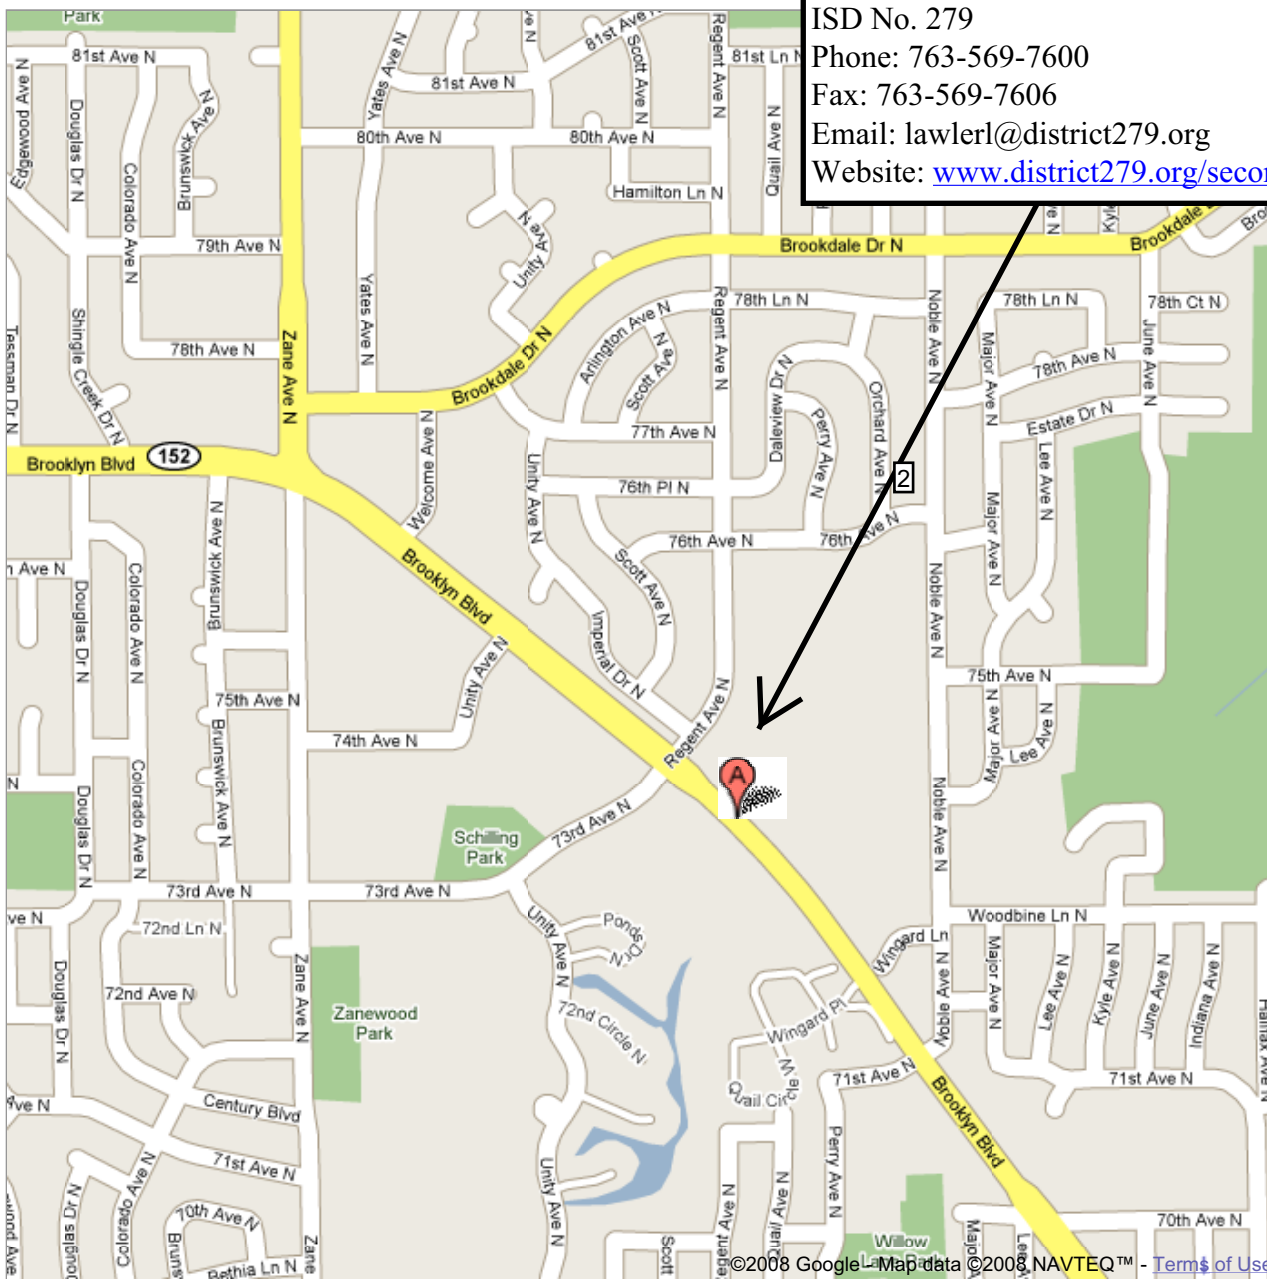 ISD No. 279
Phone: 763-569-7600
Fax: 763-569-7606
Email: lawlerl@district279.org
Website: www.district279.org/secon
Park
81st Ave N
81st Ave N
81st Ave N
81st Ln N
Edgewood Ave N
Douglas Dr N
Colorado Ave N
Brunswick Ave N
Yates Ave N
Scott Ave N
Regent Ave N
Quail Ave N
80th Ave N
80th Ave N
Hamilton Ln N
79th Ave N
Unity Ave N
Brookdale Dr N
Brookdale
Yates Ave N
Regent Ave N
78th Ln N
Noble Ave N
78th Ln N
78th Ct N
Tessman Dr N
Shingle Creek Dr N
78th Ave N
Zane Ave N
Brookdale Dr N
Arlington Ave N
Scott Ave N
Daleview Dr N
Perry Ave N
Orchard Ave N
Major Ave N
78th Ave N
June Ave N
Estate Dr N
77th Ave N
Brooklyn Blvd
152
Welcome Ave N
Unity Ave N
76th Pl N
2
Lee Ave N
Major Ave N
76th Ave N
76th Ave N
Ave N
Douglas Dr N
Colorado Ave N
Brunswick Ave N
Brooklyn Blvd
Scott Ave N
Imperial Dr N
Noble Ave N
Unity Ave N
75th Ave N
75th Ave N
74th Ave N
Regent Ave N
Major Ave N
Lee Ave N
N
Douglas Dr N
Colorado Ave N
Brunswick Ave N
A
Noble Ave N
Schilling
Park
73rd Ave N
73rd Ave N
73rd Ave N
ve N
72nd Ln N
Unity Ave N
Ponds Dr N
Woodbine Ln N
Wingard Ln
Douglas Dr N
72nd Ave N
Zane Ave N
Zanewood
Park
72nd Circle N
Wingard Pl
Noble Ave N
Major Ave N
Lee Ave N
Kyle Ave N
June Ave N
Indiana Ave N
Halifax Ave N
Quail Circle W
71st Ave N
71st Ave N
Ave N
Century Blvd
Brooklyn Blvd
71st Ave N
Colorado Ave N
Douglas Dr N
70th Ave N
Bethia Ln N
Zane
Unity Ave N
Scott
Quail Ave N
Perry Ave N
Willow
Lane Park
70th Ave N
©2008 Google - Map data ©2008 NAVTEQ™ - Terms of Use